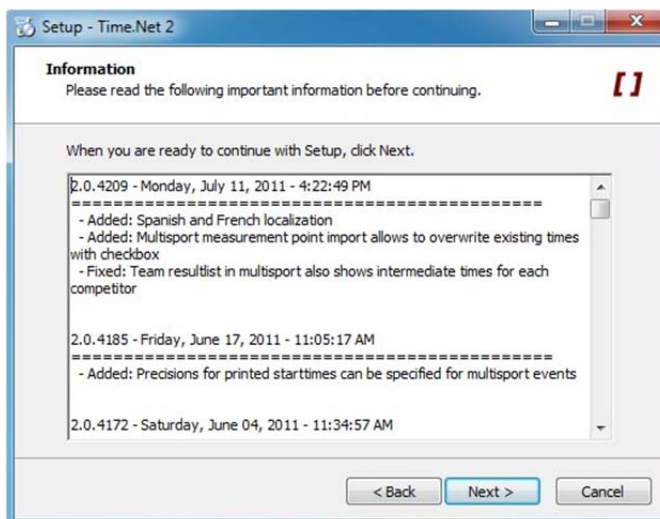 Setup - Time.Net 2
Information
Please read the following important information before continuing.
[ ]
When you are ready to continue with Setup, click Next.
2.0.4209 - Monday, July 11, 2011 - 4:22:49 PM
=============================================
- Added: Spanish and French localization
- Added: Multisport measurement point import allows to overwrite existing times
with checkbox
- Fixed: Team resultlist in multisport also shows intermediate times for each
competitor
2.0.4185 - Friday, June 17, 2011 - 11:05:17 AM
==============================================
- Added: Precisions for printed starttimes can be specified for multisport events
2.0.4172 - Saturday, June 04, 2011 - 11:34:57 AM
< Back
Next >
Cancel